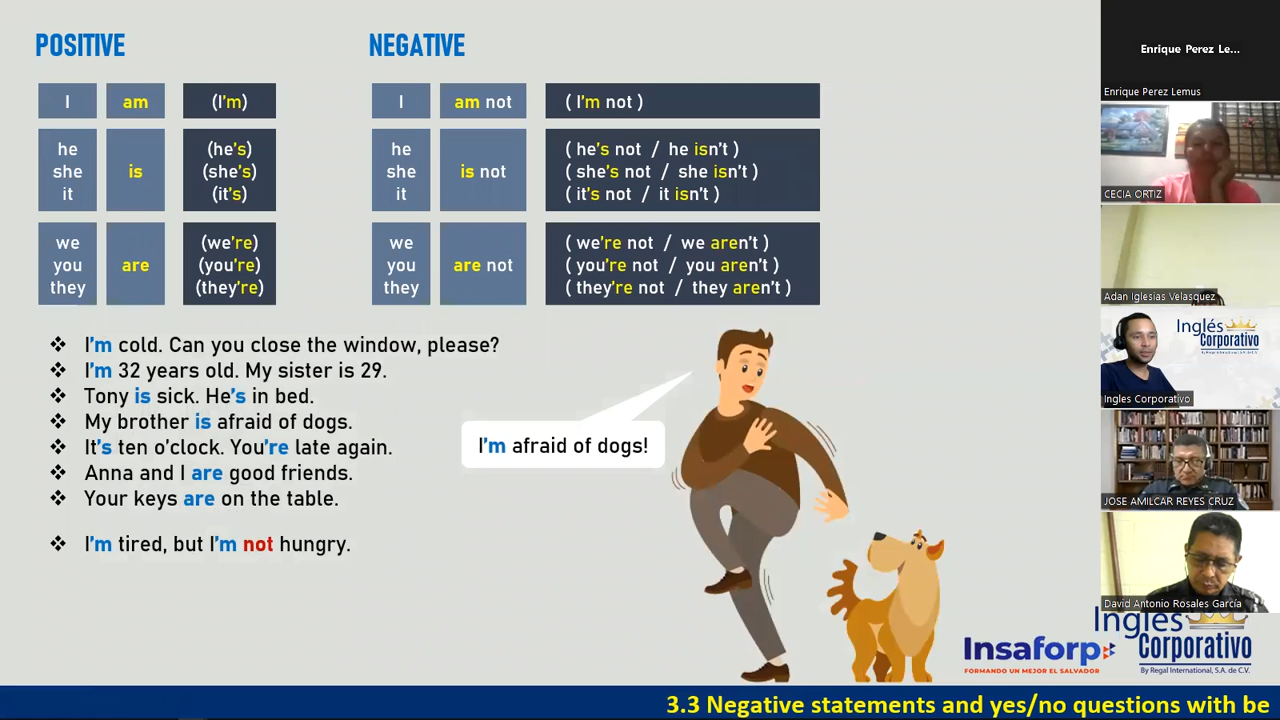 POSITIVE
I am (I'm)
he
she
it
is
(he's)
(she's)
(it's)
we
you
they
are
(we're)
(you're)
(they're)
NEGATIVE
I am not ( I'm not )
he
she
it
is not
( he's not / he isn't )
( she's not / she isn't )
( it's not / it isn't )
we
you
they
are not
( we're not / we aren't )
( you're not / you aren't )
( they're not / they aren't )
❖ I'm cold. Can you close the window, please?
❖ I'm 32 years old. My sister is 29.
❖ Tony is sick. He's in bed.
❖ My brother is afraid of dogs.
❖ It's ten o'clock. You're late again.
❖ Anna and I are good friends.
❖ Your keys are on the table.
❖ I'm tired, but I'm not hungry.
I'm afraid of dogs!
Insaforp
FORMANDO UN MEJOR EL SALVADOR
Inglés
Corporativo
By Regal International, S.A. de C.V.
3.3 Negative statements and yes/no questions with be
Enrique Perez Le...
Enrique Perez Lemus
CECIA ORTIZ
Adan Iglesias Velasquez
Inglés
Corporativo
By Regal International, S.A. de C.V.
Ingles Corporativo
JOSE AMILCAR REYES CRUZ
David Antonio Rosales García